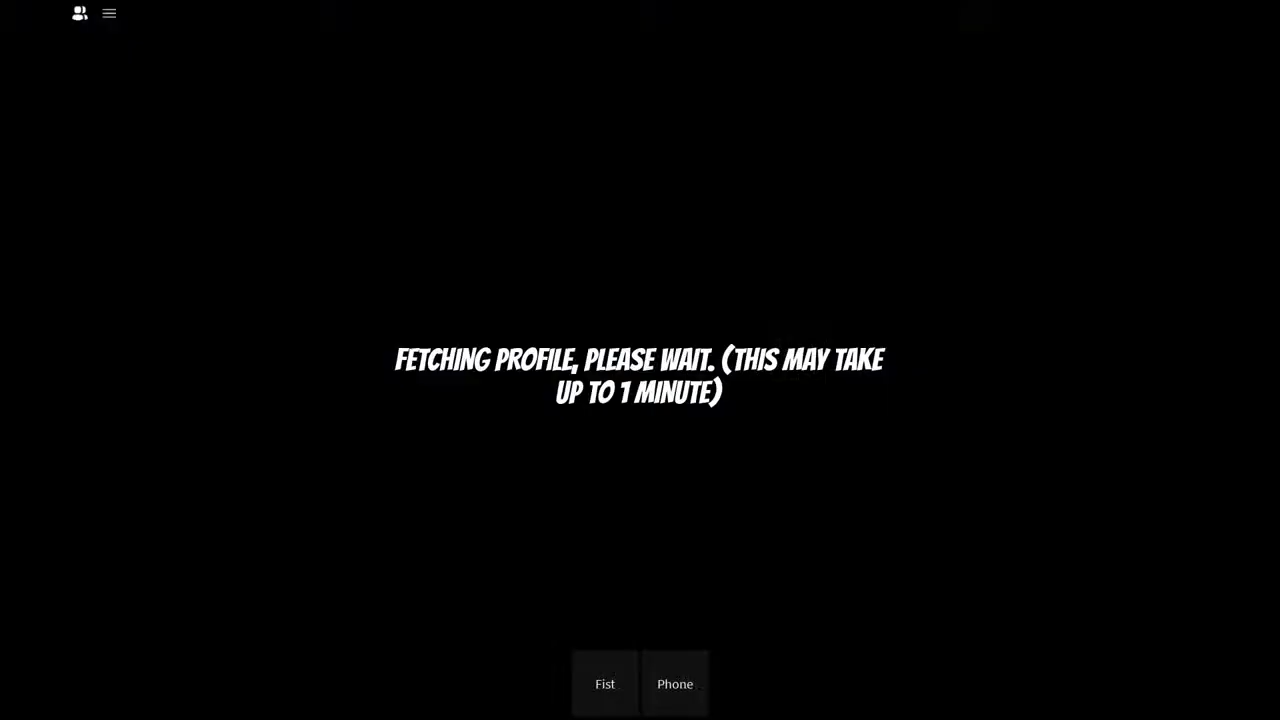 FETCHING PROFILE, PLEASE WAIT. (THIS MAY TAKE
UP TO 1 MINUTE)
Fist
Phone